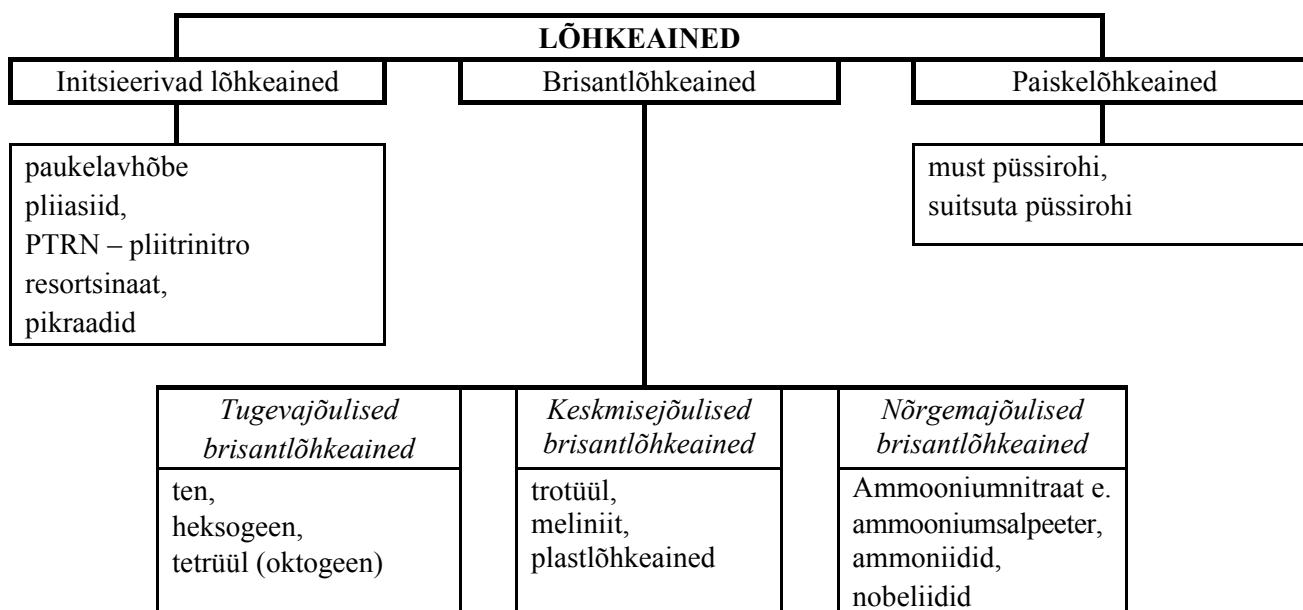 LÕHKEAINED
Initsieerivad lõhkeained
Brisantlõhkeained
Paiskelõhkeained
paukelavhõbe
pliiasiid,
PTRN – pliitrinitro
resortsinaat,
pikraadid
must püssirohi,
suitsuta püssirohi
Tugevajõulised
brisantlõhkeained
Keskmisejõulised
brisantlõhkeained
Nõrgemajõulised
brisantlõhkeained
ten,
heksogeen,
tetrüül (oktogeen)
trotüül,
meliniit,
plastlõhkeained
Ammooniumnitraat e.
ammooniumsalpeeter,
ammoniidid,
nobeliidid